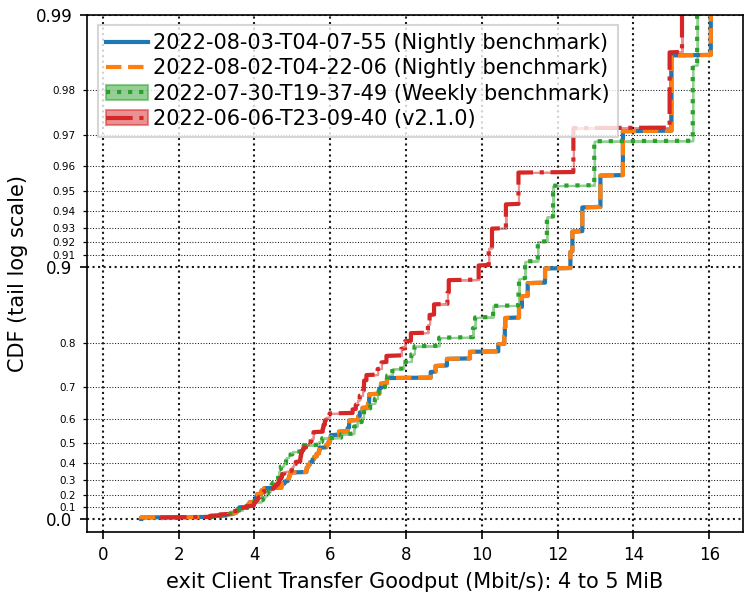 0.99
2022-08-03-T04-07-55 (Nightly benchmark)
2022-08-02-T04-22-06 (Nightly benchmark)
2022-07-30-T19-37-49 (Weekly benchmark)
2022-06-06-T23-09-40 (v2.1.0)
0.98
0.97
0.96
0.95
0.94
0.93
0.92
0.91
0.9
0.8
0.7
0.6
0.5
0.4
0.3
0.2
0.1
0.0
CDF (tail log scale)
0 2 4 6 8 10 12 14 16
exit Client Transfer Goodput (Mbit/s): 4 to 5 MiB